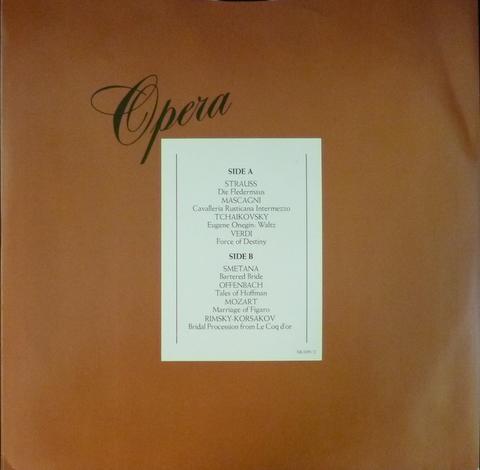 Opera
SIDE A
STRAUSS
Die Fledermaus
MASCAGNI
Cavalleria Rusticana Intermezzo
TCHAIKOVSKY
Eugene Onegin: Waltz
VERDI
Force of Destiny
SIDE B
SMETANA
Bartered Bride
OFFENBACH
Tales of Hoffman
MOZART
Marriage of Figaro
RIMSKY-KORSAKOV
Bridal Procession from Le Coq d'or